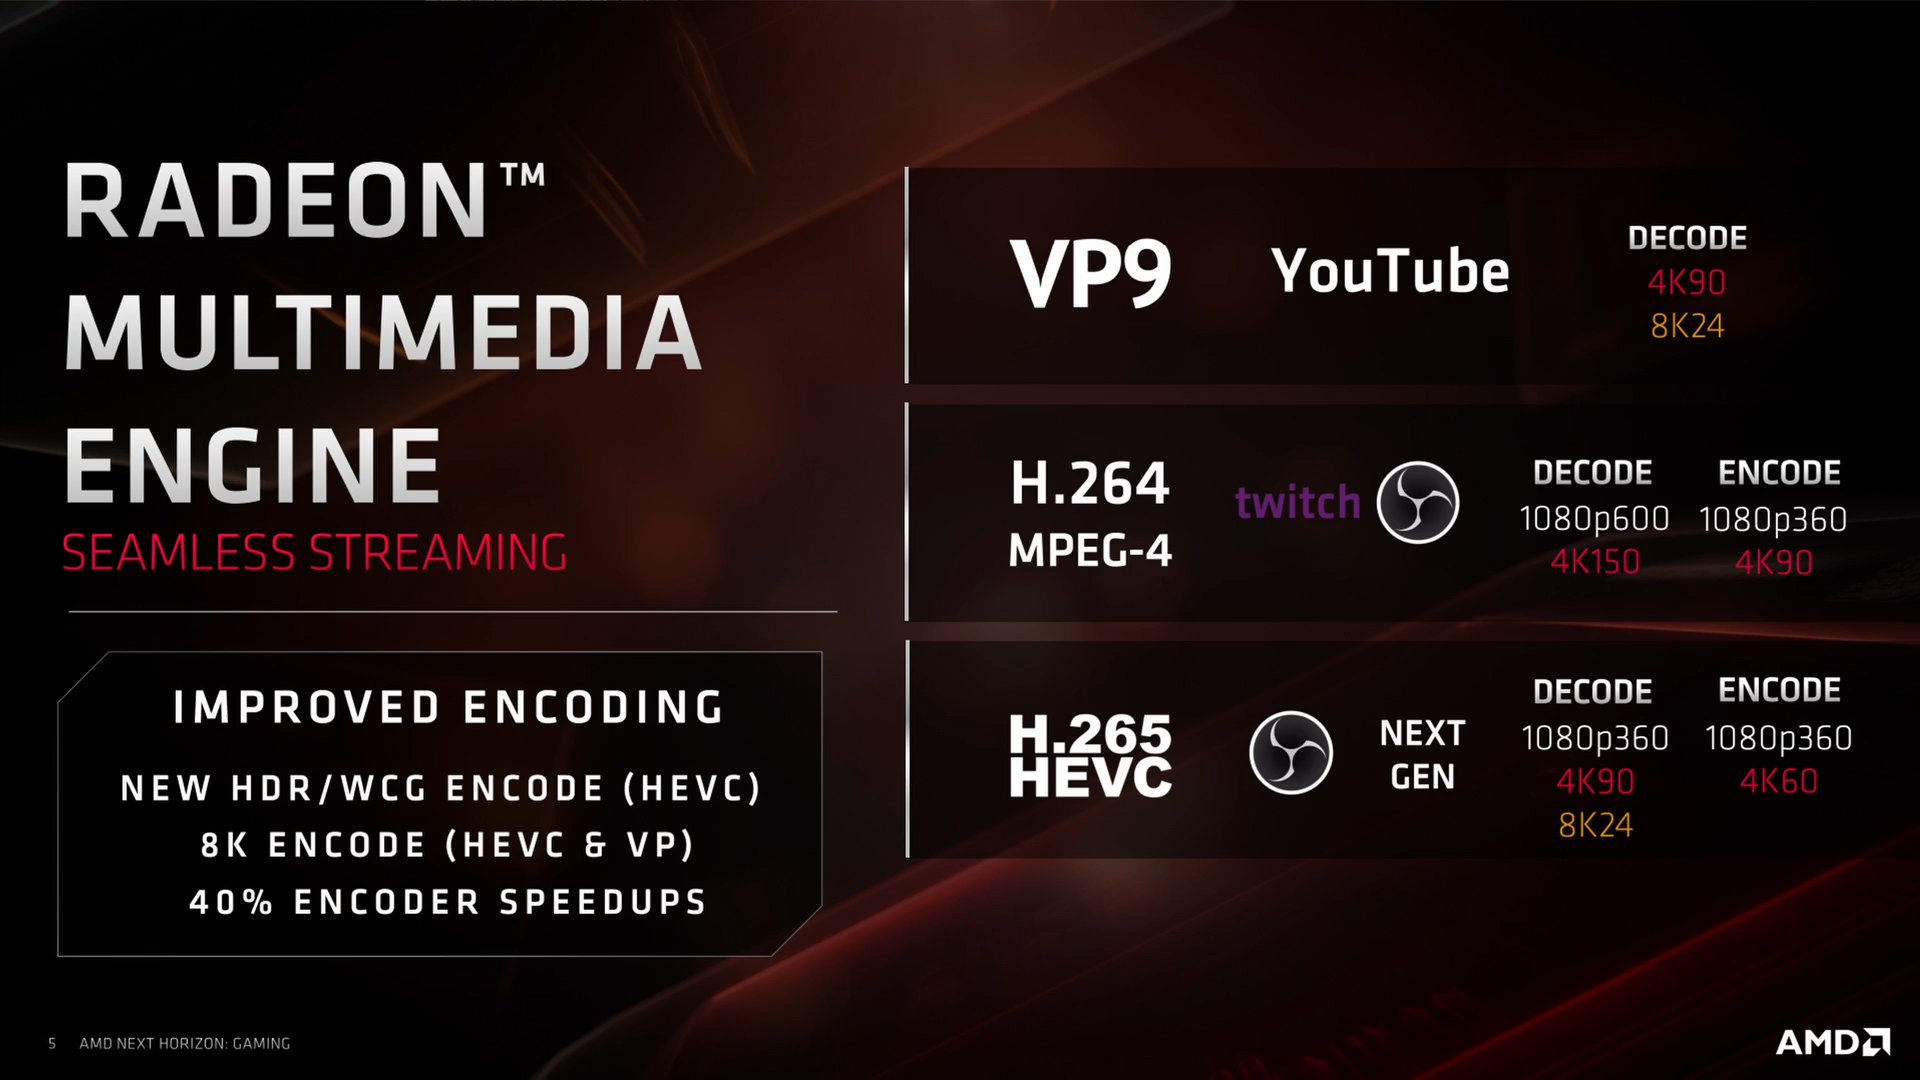 RADEON™
MULTIMEDIA
ENGINE
SEAMLESS STREAMING
IMPROVED ENCODING
NEW HDR/WCG ENCODE (HEVC)
8K ENCODE (HEVC & VP)
40% ENCODER SPEEDUPS
VP9
YouTube
DECODE
4K90
8K24
H.264
MPEG-4
twitch
DECODE
1080p600
4K150
ENCODE
1080p360
4K90
H.265
HEVC
NEXT
GEN
DECODE
1080p360
4K90
8K24
ENCODE
1080p360
4K60
5 AMD NEXT HORIZON: GAMING
AMD